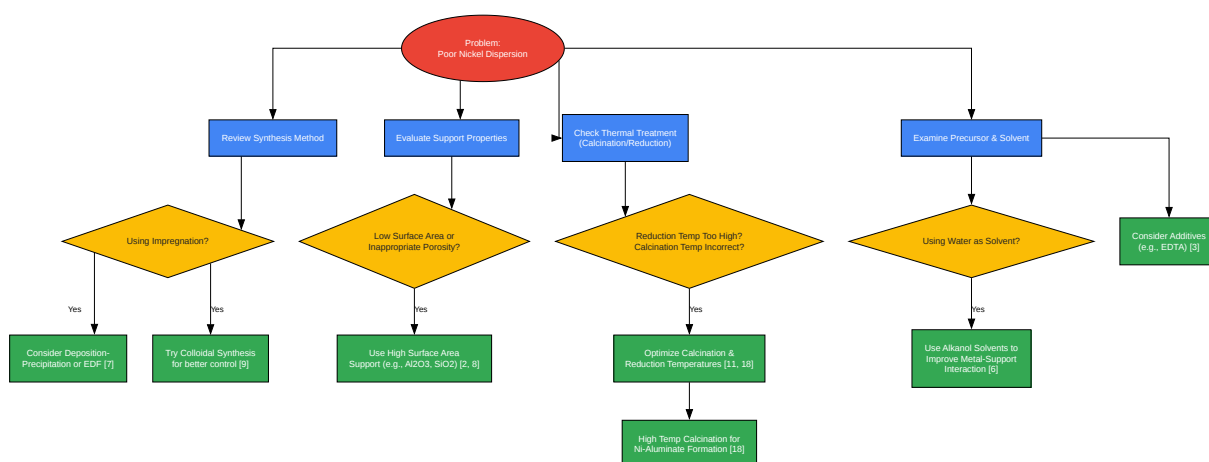 Problem:
Poor Nickel Dispersion
Review Synthesis Method
Evaluate Support Properties
Check Thermal Treatment
(Calcination/Reduction)
Examine Precursor & Solvent
Using Impregnation?
Low Surface Area or
Inappropriate Porosity?
Reduction Temp Too High?
Calcination Temp Incorrect?
Using Water as Solvent?
Consider Additives
(e.g., EDTA) [3]
Yes
Yes
Yes
Yes
Yes
Consider Deposition-
Precipitation or EDF [7]
Try Colloidal Synthesis
for better control [9]
Use High Surface Area
Support (e.g., Al2O3, SiO2) [2, 8]
Optimize Calcination &
Reduction Temperatures [11, 18]
Use Alkanol Solvents to
Improve Metal-Support
Interaction [6]
High Temp Calcination for
Ni-Aluminate Formation [18]